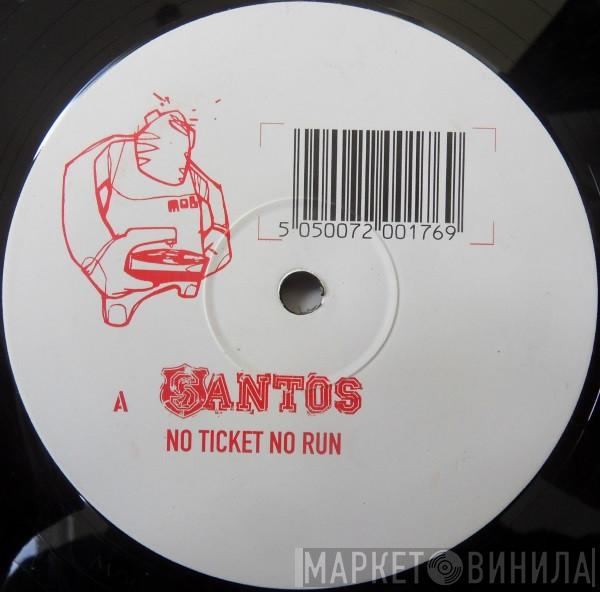 MOB
5 050072 001769
A
SANTOS
NO TICKET NO RUN
МАРКЕТ ВИНИЛА